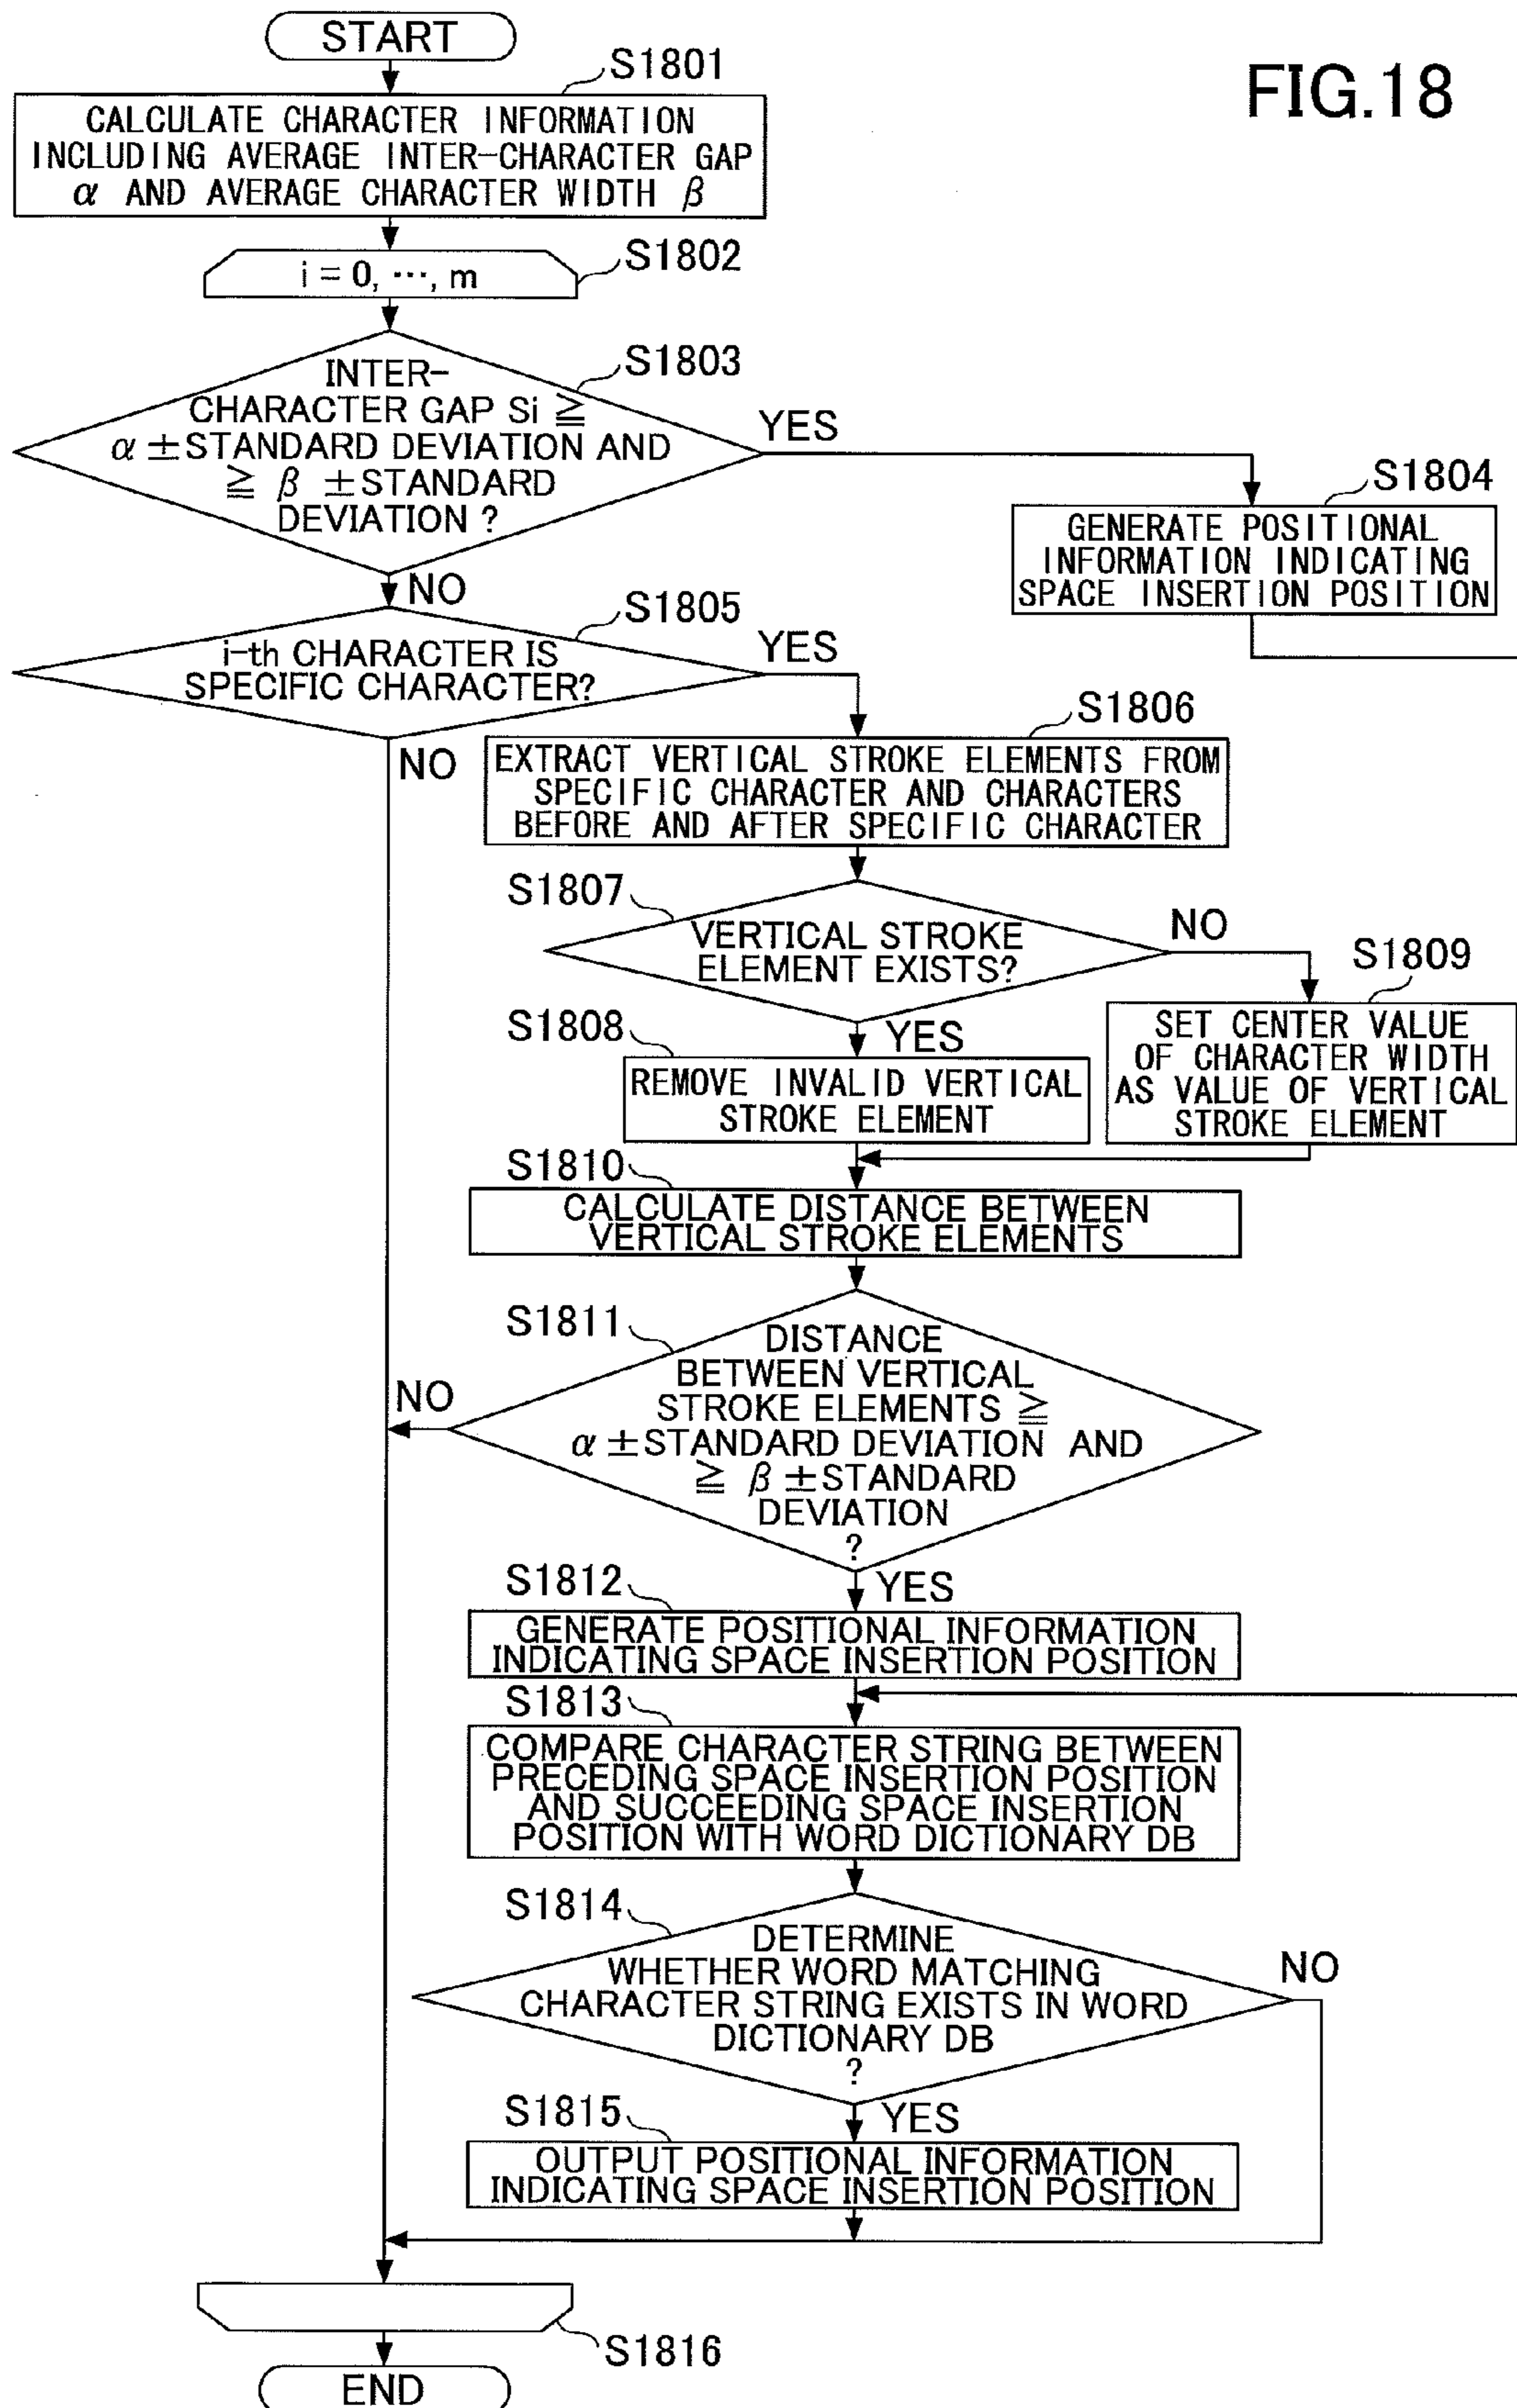 START
FIG.18
S1801
CALCULATE CHARACTER INFORMATION
INCLUDING AVERAGE INTER-CHARACTER GAP
α AND AVERAGE CHARACTER WIDTH β
S1802
i = 0, ···, m
S1803
INTER-
CHARACTER GAP Si ≧
α ±STANDARD DEVIATION AND
≧ β ±STANDARD
DEVIATION ?
YES
S1804
GENERATE POSITIONAL
INFORMATION INDICATING
SPACE INSERTION POSITION
NO
S1805
i-th CHARACTER IS
SPECIFIC CHARACTER?
YES
NO
S1806
EXTRACT VERTICAL STROKE ELEMENTS FROM
SPECIFIC CHARACTER AND CHARACTERS
BEFORE AND AFTER SPECIFIC CHARACTER
S1807
VERTICAL STROKE
ELEMENT EXISTS?
NO
S1809
SET CENTER VALUE
OF CHARACTER WIDTH
AS VALUE OF VERTICAL
STROKE ELEMENT
YES
S1808
REMOVE INVALID VERTICAL
STROKE ELEMENT
S1810
CALCULATE DISTANCE BETWEEN
VERTICAL STROKE ELEMENTS
S1811
DISTANCE
BETWEEN VERTICAL
STROKE ELEMENTS ≧
α ±STANDARD DEVIATION AND
≧ β ±STANDARD
DEVIATION
?
NO
YES
S1812
GENERATE POSITIONAL INFORMATION
INDICATING SPACE INSERTION POSITION
S1813
COMPARE CHARACTER STRING BETWEEN
PRECEDING SPACE INSERTION POSITION
AND SUCCEEDING SPACE INSERTION
POSITION WITH WORD DICTIONARY DB
S1814
DETERMINE
WHETHER WORD MATCHING
CHARACTER STRING EXISTS IN WORD
DICTIONARY DB
?
NO
YES
S1815
OUTPUT POSITIONAL INFORMATION
INDICATING SPACE INSERTION POSITION
S1816
END